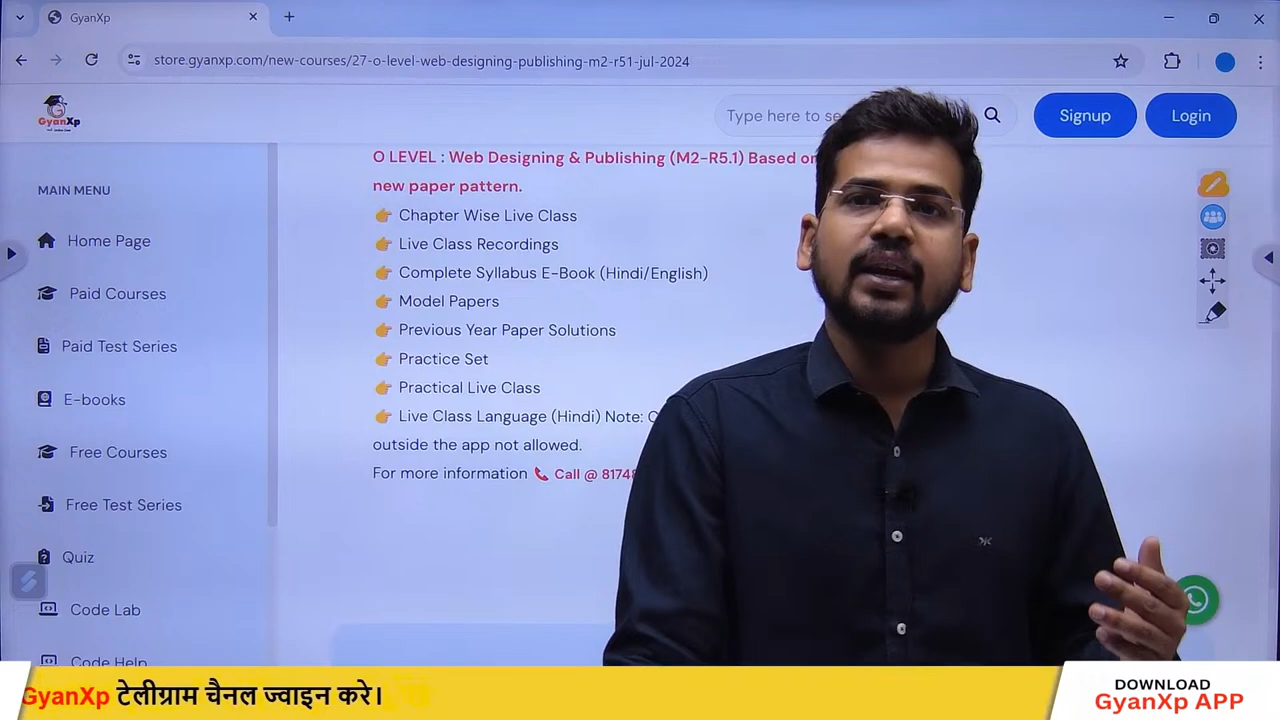 GyanXp
store.gyanxp.com/new-courses/27-o-level-web-designing-publishing-m2-r51-jul-2024
GyanXp
Type here to
Signup
Login
MAIN MENU
Home Page
Paid Courses
Paid Test Series
E-books
Free Courses
Free Test Series
Quiz
Code Lab
Code Help
O LEVEL : Web Designing & Publishing (M2-R5.1) Based on
new paper pattern.
Chapter Wise Live Class
Live Class Recordings
Complete Syllabus E-Book (Hindi/English)
Model Papers
Previous Year Paper Solutions
Practice Set
Practical Live Class
Live Class Language (Hindi) Note:
outside the app not allowed.
For more information Call @ 8174
GyanXp टेलीग्राम चैनल ज्वाइन करे।
DOWNLOAD
GyanXp APP